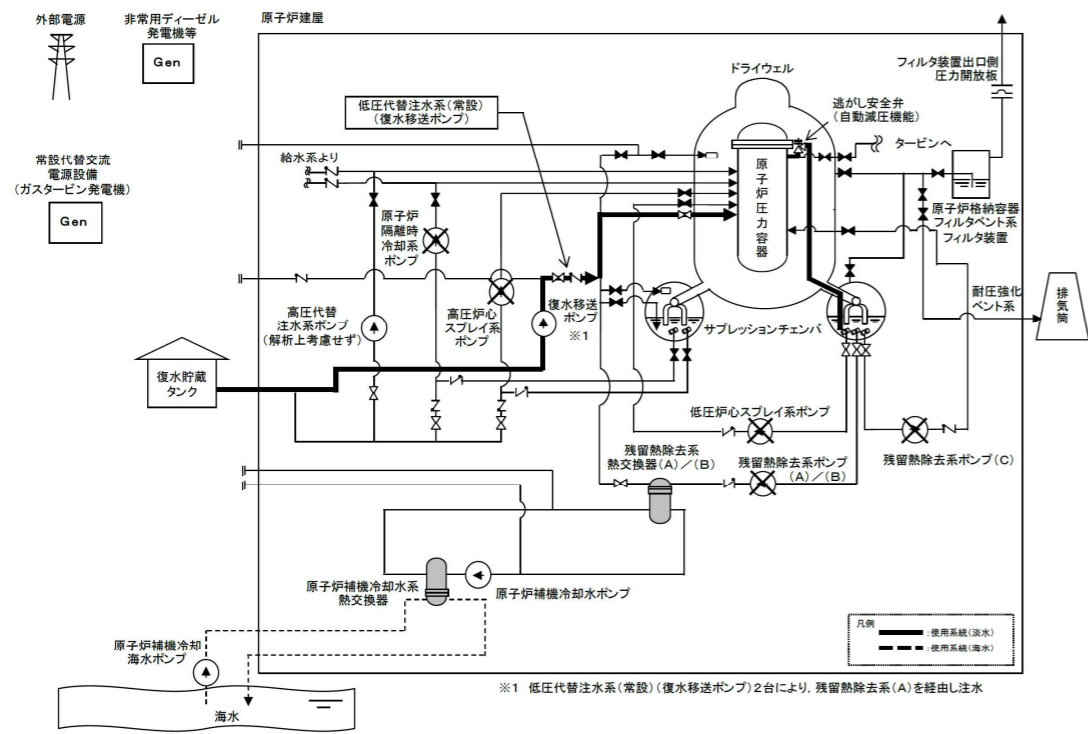 外部電源
非常用ディーゼル
発電機等
Gen
原子炉建屋
常設代替交流
電源設備
(ガスタービン発電機)
Gen
低圧代替注水系(常設)
(復水移送ポンプ)
給水系より
ドライウェル
逃がし安全弁
(自動減圧機能)
タービンへ
フィルタ装置出口側
圧力開放板
原子炉圧力容器
原子炉格納容器
フィルタベント系
フィルタ装置
原子炉
隔離時
冷却系
ポンプ
高圧代替
注水系ポンプ
(解析上考慮せず)
高圧炉心
スプレイ系
ポンプ
復水移送
ポンプ
※1
サプレッションチェンバ
耐圧強化
ベント系
排気筒
復水貯蔵
タンク
低圧炉心スプレイ系ポンプ
残留熱除去系
熱交換器(A)/(B)
残留熱除去系ポンプ
(A)/(B)
残留熱除去系ポンプ(C)
原子炉補機冷却水系
熱交換器
原子炉補機冷却水ポンプ
原子炉補機冷却
海水ポンプ
海水
凡例
:使用系統(淡水)
:使用系統(海水)
※1 低圧代替注水系(常設)(復水移送ポンプ)2台により，残留熱除去系(A)を経由し注水